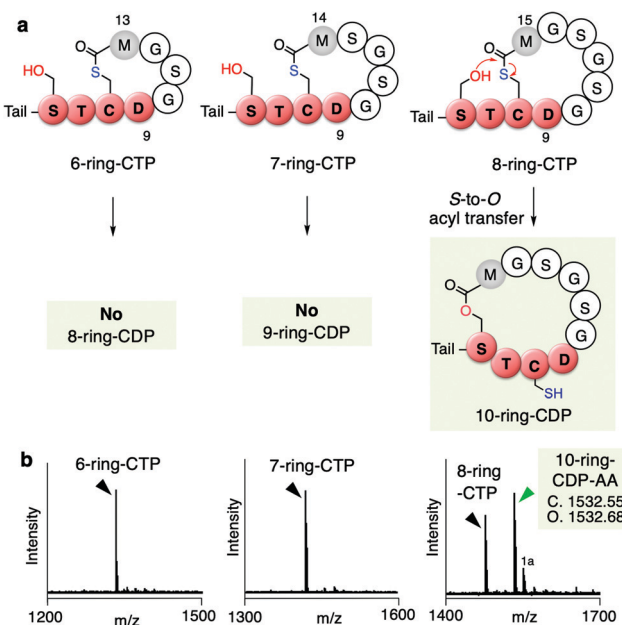 a
13
O
M
G
S
G
S
HO
Tail
S
T
C
D
9
6-ring-CTP
14
O
M
S
G
S
G
S
HO
Tail
S
T
C
D
9
7-ring-CTP
15
O
M
G
S
G
S
G
S
OH
Tail
S
T
C
D
9
8-ring-CTP
S-to-O
acyl transfer
No
8-ring-CDP
No
9-ring-CDP
O
M
G
S
G
S
G
O
Tail
S
T
C
D
SH
10-ring-CDP
b
6-ring-CTP
Intensity
1200
m/z
1500
7-ring-CTP
Intensity
1300
m/z
1600
8-ring
-CTP
10-ring-
CDP-AA
C. 1532.55
O. 1532.68
1a
Intensity
1400
m/z
1700